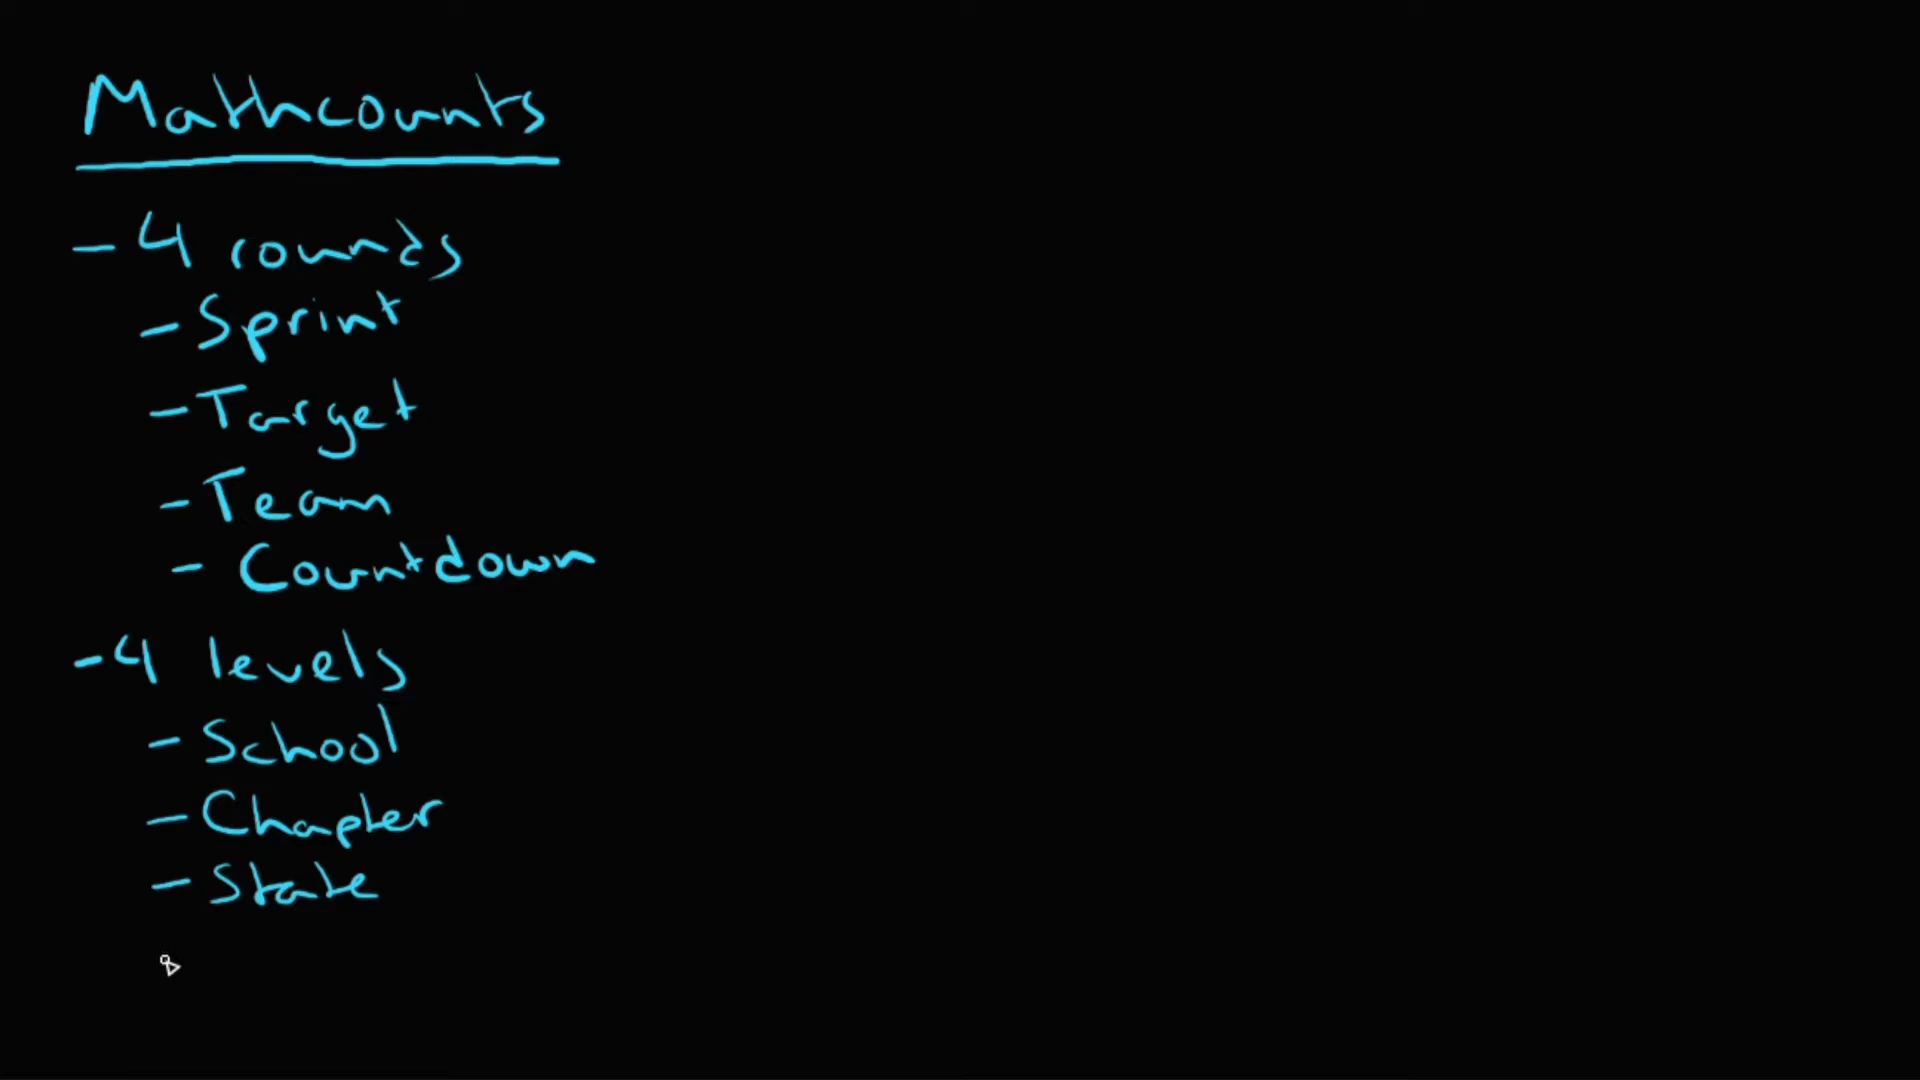 Mathcounts
- 4 rounds
- Sprint
- Target
- Team
- Countdown
- 4 levels
- School
- Chapter
- State